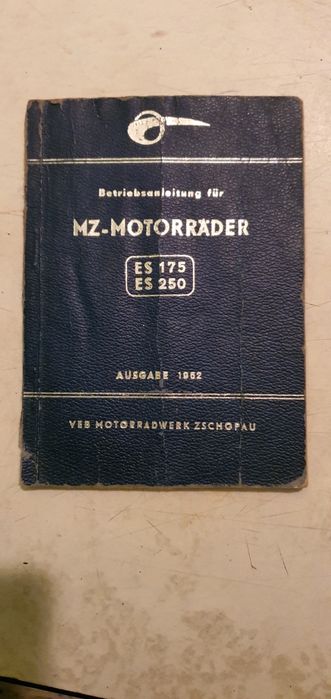 Betriebsanleitung für
MZ-MOTORRÄDER
ES 175
ES 250
AUSGABE 1962
VEB MOTORRADWERK ZSCHOPAU